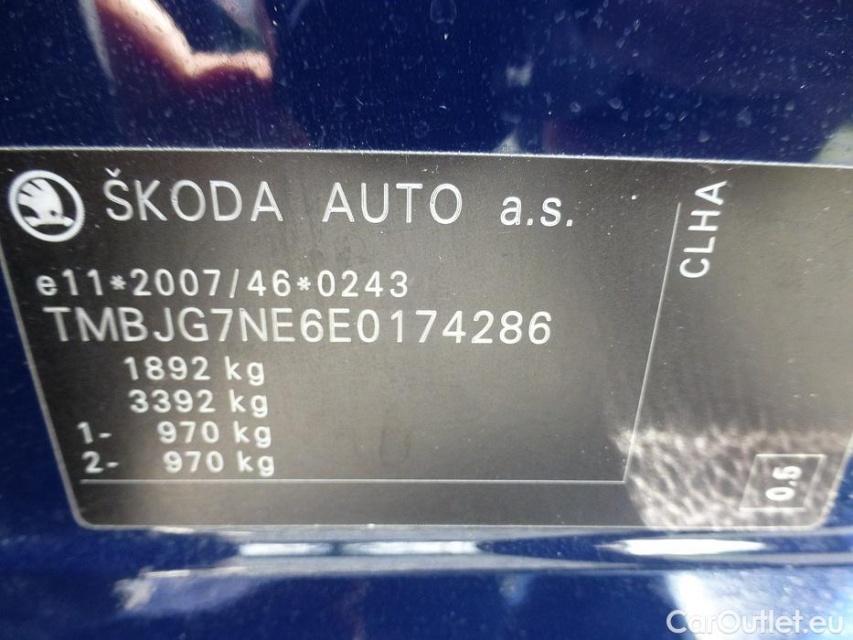 ŠKODA AUTO a.s.
CLHA
e11*2007/46*0243
TMBJG7NE6E0174286
1892 kg
3392 kg
1- 970 kg
2- 970 kg
0.5
CarOutlet.eu